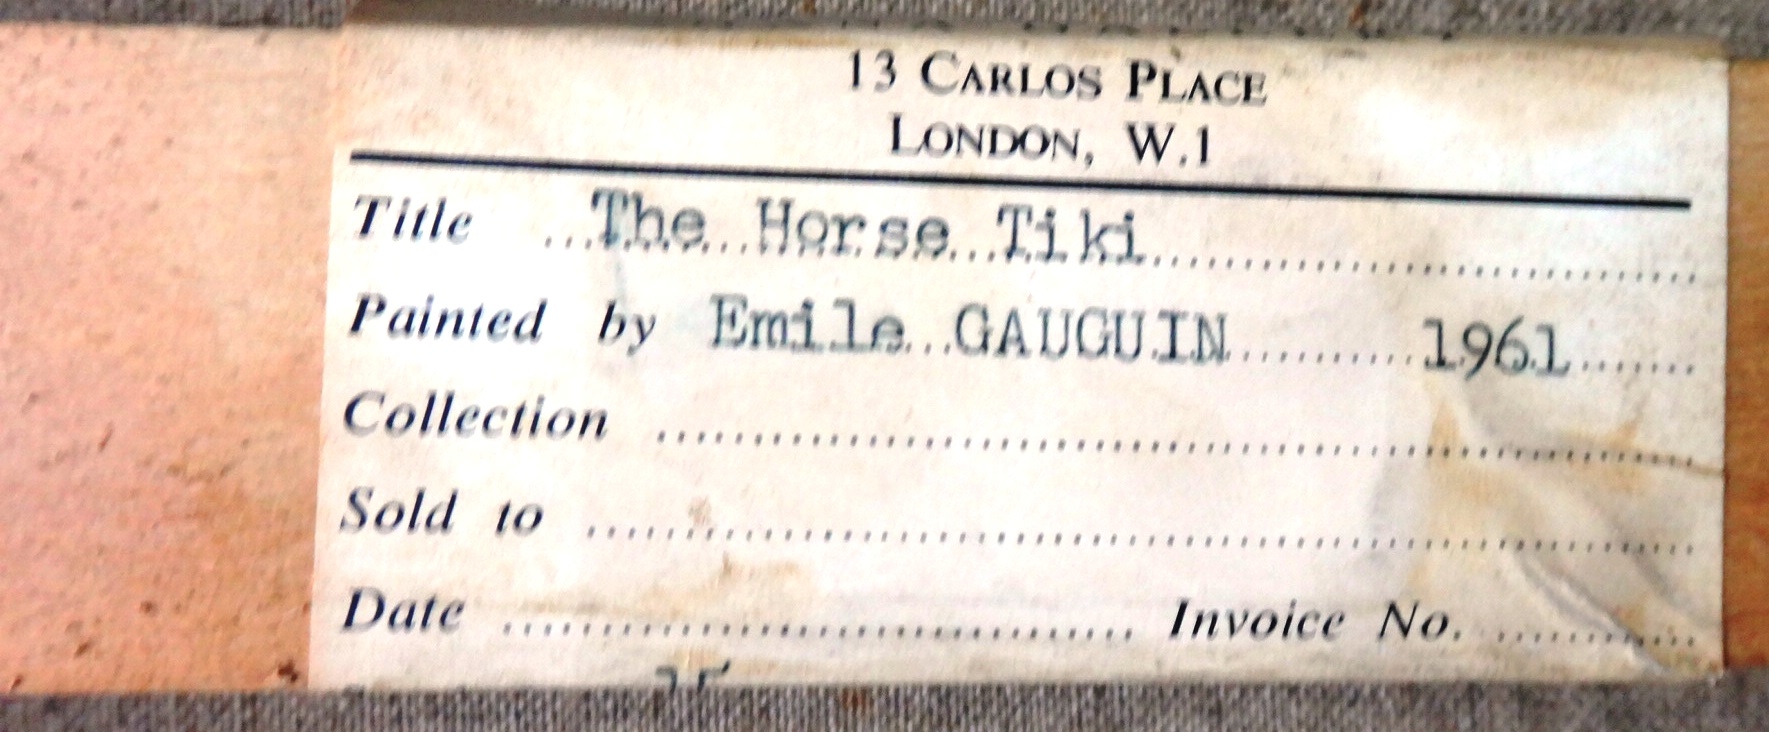 13 CARLOS PLACE
LONDON, W.1
Title ...The...Horse...Tiki..............................
Painted by Emile...GAUGUIN..........1961.......
Collection ......................................................
Sold to ..........................................................
Date .................................. Invoice No. ...........